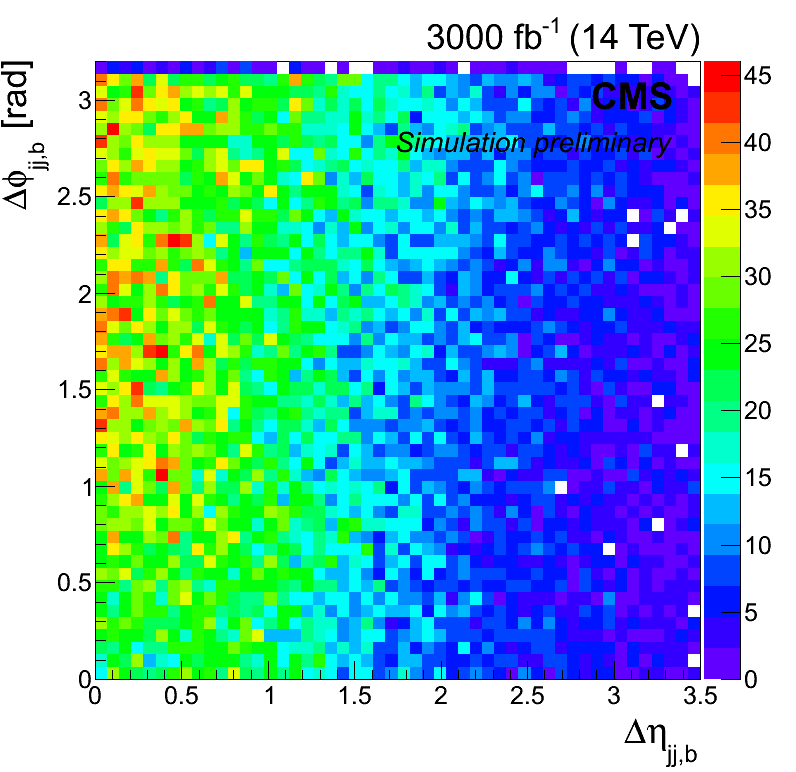 3000 fb-1 (14 TeV)
CMS
Simulation preliminary
Δϕjj,b [rad]
3
2.5
2
1.5
1
0.5
0
0 0.5 1 1.5 2 2.5 3 3.5
Δηjj,b
45
40
35
30
25
20
15
10
5
0